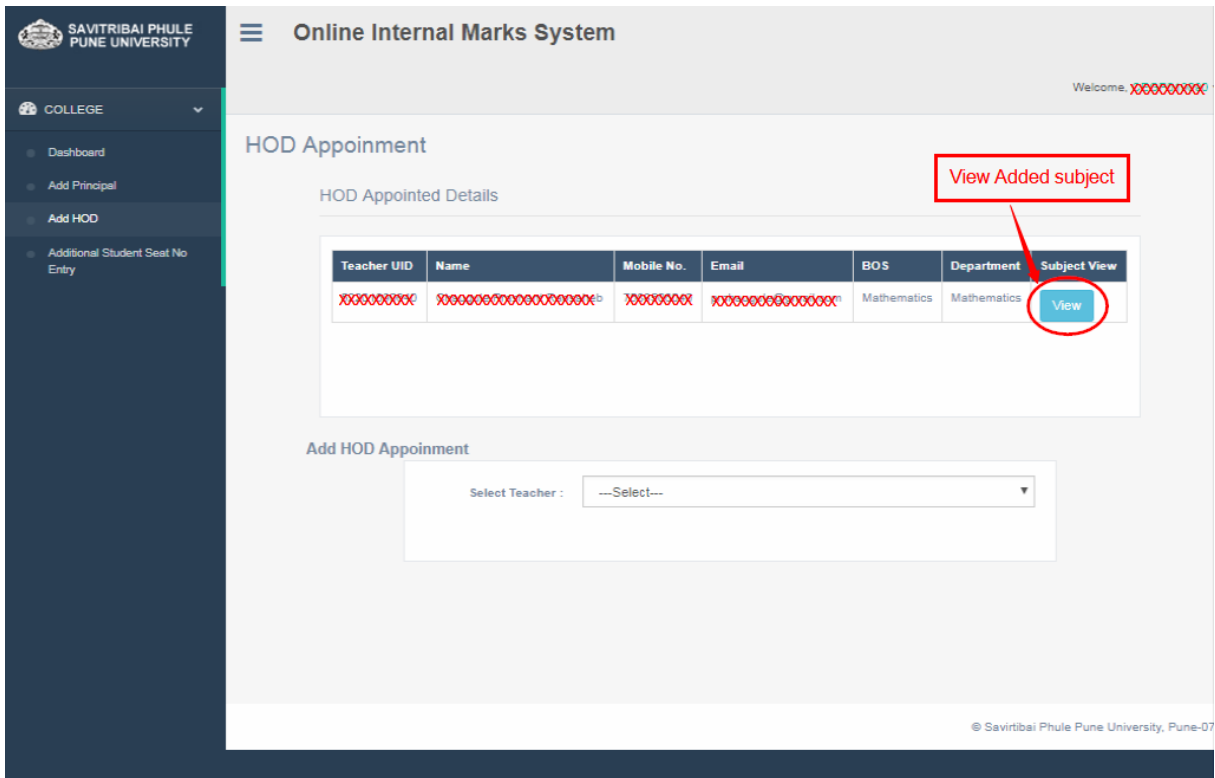 SAVITRIBAI PHULE
PUNE UNIVERSITY
Online Internal Marks System
Welcome,
COLLEGE
Dashboard
Add Principal
Add HOD
Additional Student Seat No
Entry
HOD Appoinment
View Added subject
HOD Appointed Details
Teacher UID Name Mobile No. Email BOS Department Subject View
Mathematics Mathematics View
Add HOD Appoinment
Select Teacher : ---Select---
© Savirtibai Phule Pune University, Pune-07